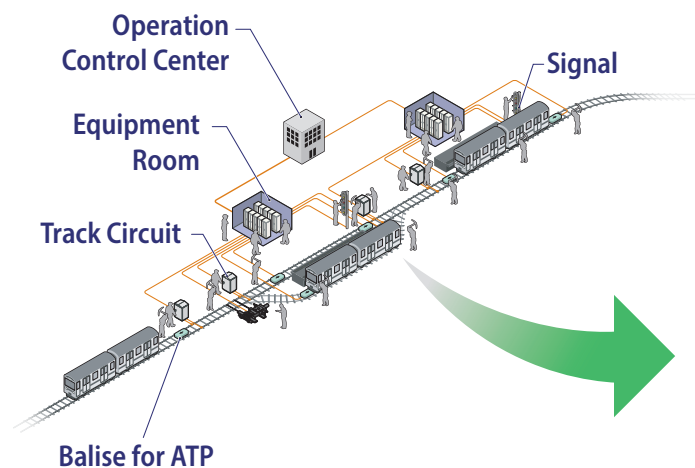 Operation
Control Center
Signal
Equipment
Room
Track Circuit
Balise for ATP